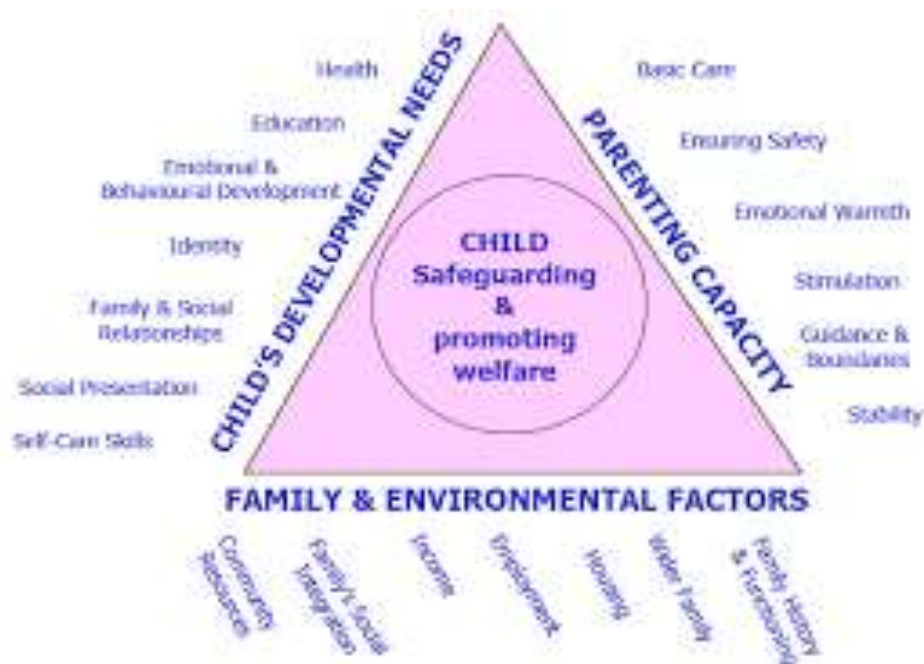 Health
Education
Emotional &
Behavioural Development
Identity
Family & Social
Relationships
Social Presentation
Self-Care Skills
CHILD'S DEVELOPMENTAL NEEDS
CHILD
Safeguarding
&
promoting
welfare
PARENTING CAPACITY
Basic Care
Ensuring Safety
Emotional Warmth
Stimulation
Guidance &
Boundaries
Stability
FAMILY & ENVIRONMENTAL FACTORS
Community
Resources
Family's Social
Integration
Income
Employment
Housing
Wider Family
Family History
& Functioning